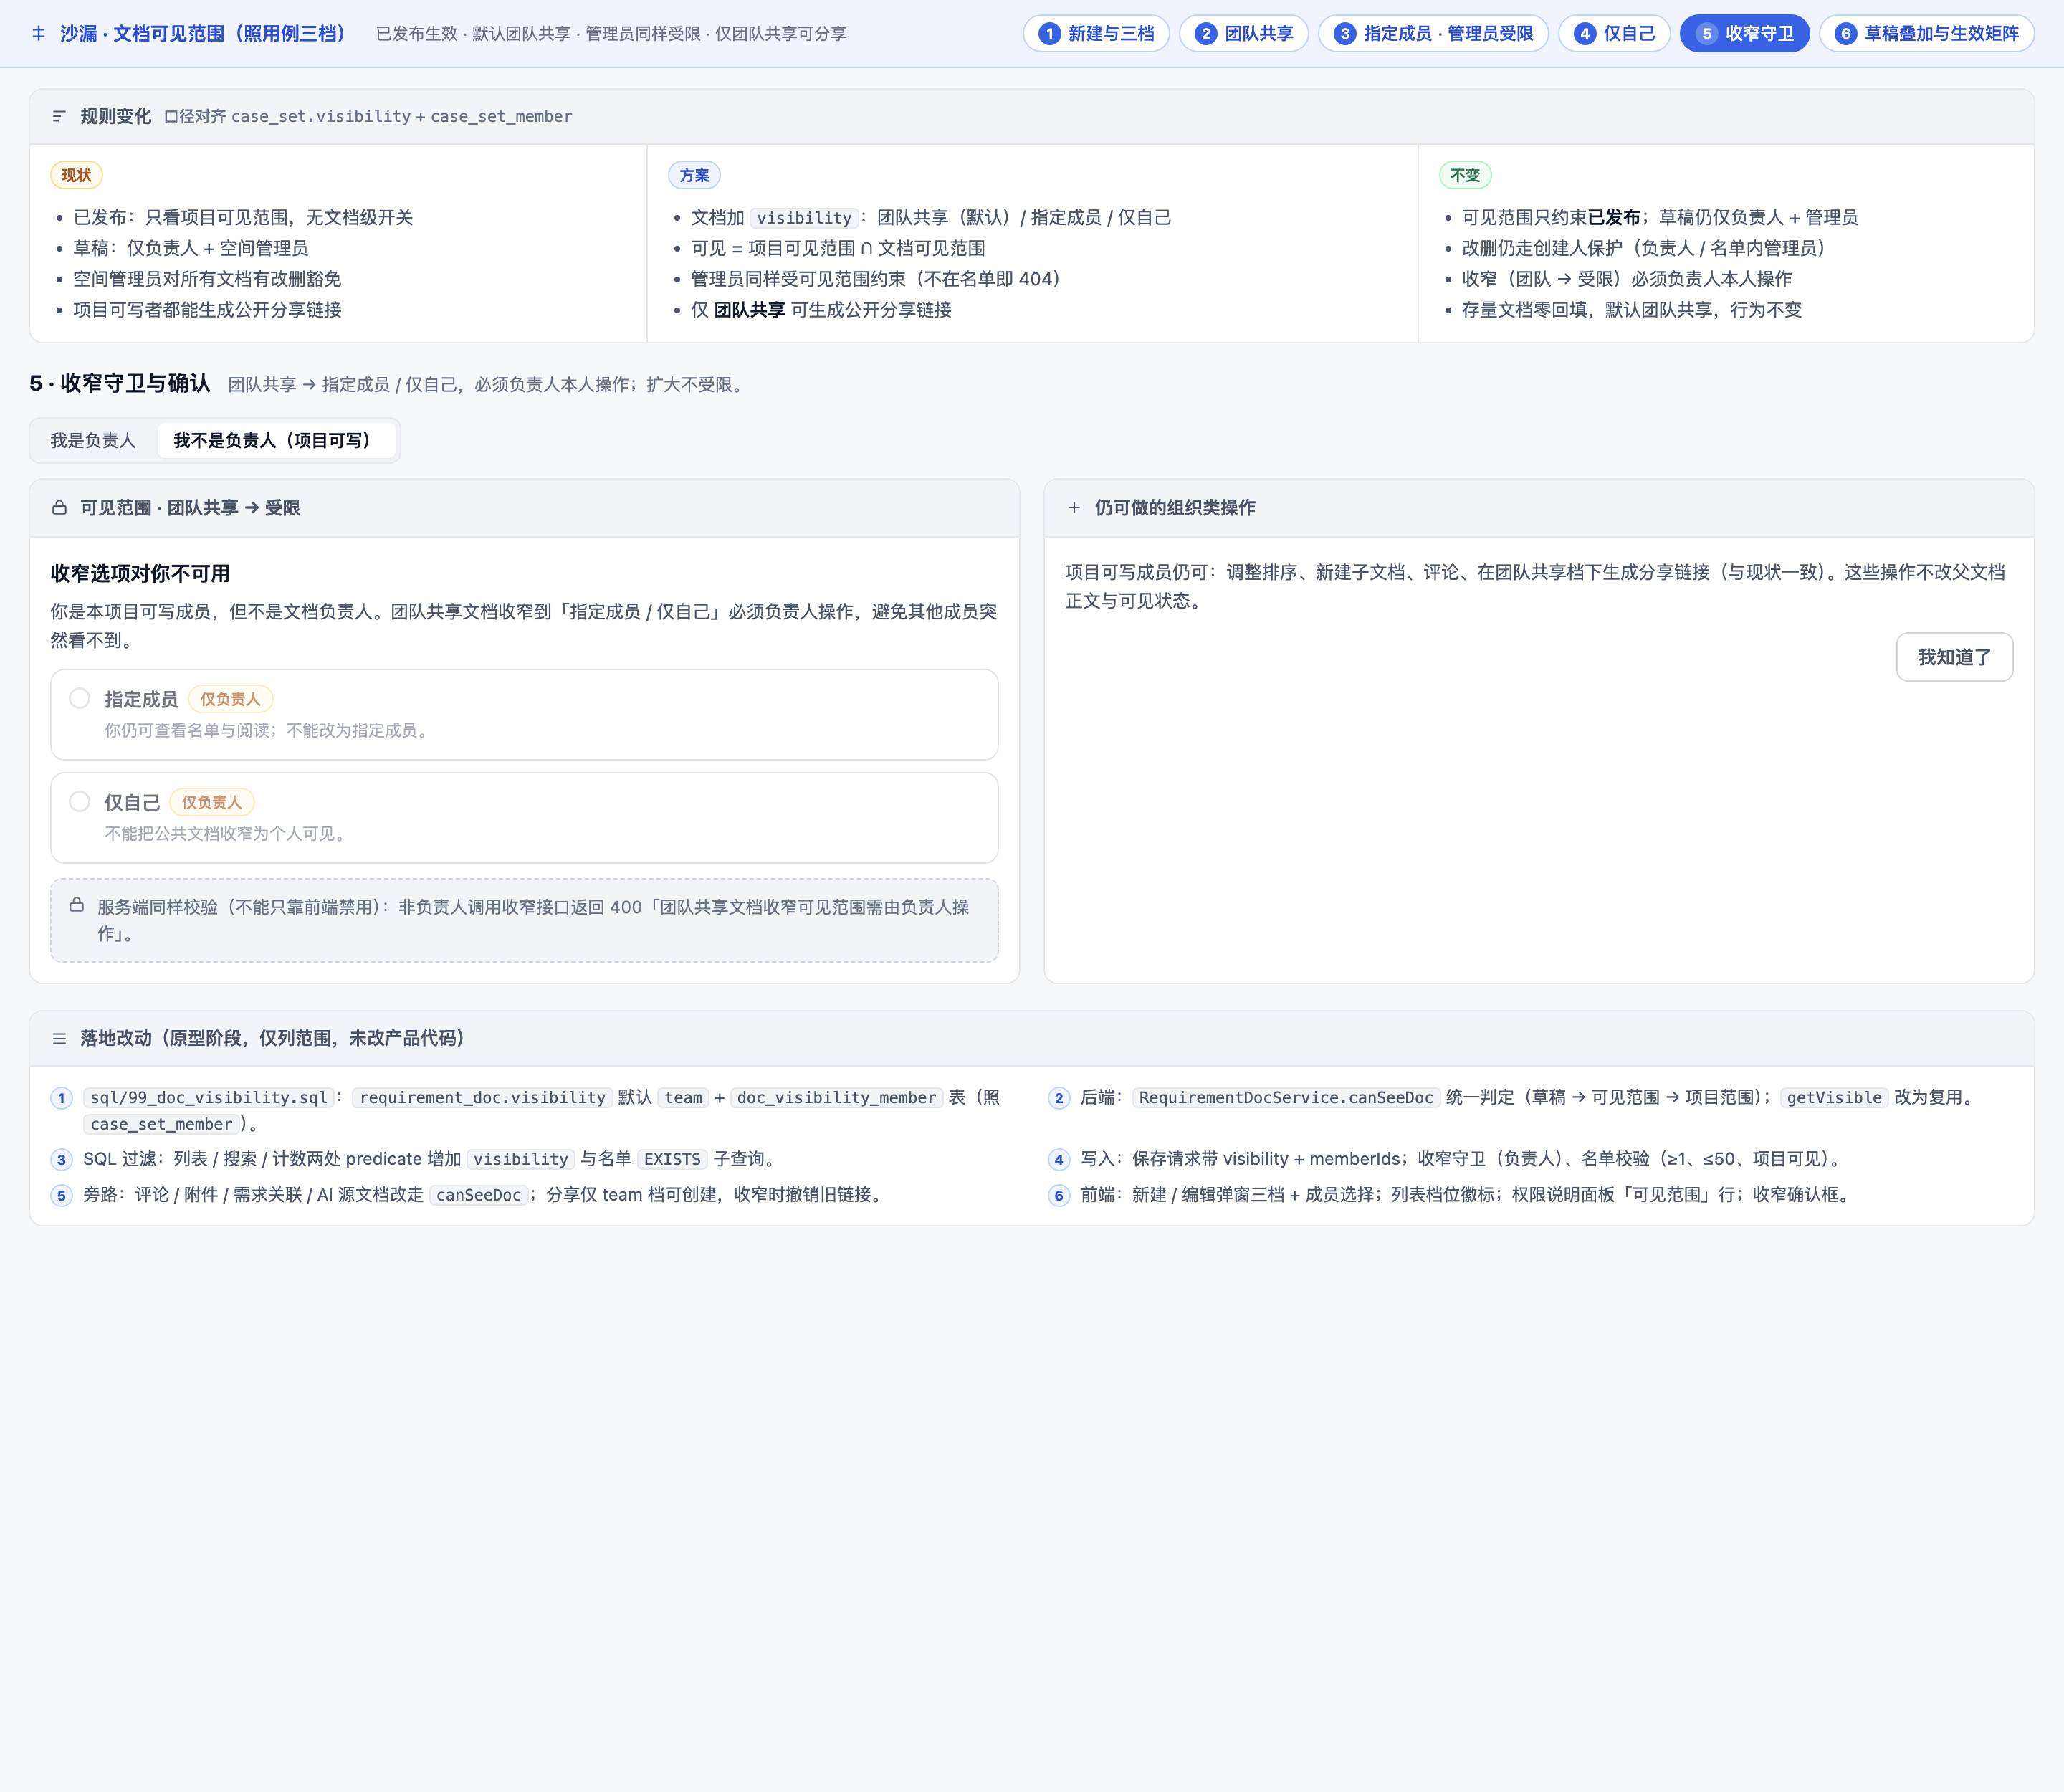 沙漏 · 文档可见范围（照用例三档） 已发布生效 · 默认团队共享 · 管理员同样受限 · 仅团队共享可分享 1 新建与三档 2 团队共享 3 指定成员 · 管理员受限 4 仅自己 5 收窄守卫 6 草稿叠加与生效矩阵
规则变化 口径对齐 case_set.visibility + case_set_member
现状
已发布：只看项目可见范围，无文档级开关
草稿：仅负责人 + 空间管理员
空间管理员对所有文档有改删豁免
项目可写者都能生成公开分享链接
方案
文档加 visibility：团队共享（默认）/ 指定成员 / 仅自己
可见 = 项目可见范围 ∩ 文档可见范围
管理员同样受可见范围约束（不在名单即 404）
仅 团队共享 可生成公开分享链接
不变
可见范围只约束已发布；草稿仍仅负责人 + 管理员
改删仍走创建人保护（负责人 / 名单内管理员）
收窄（团队 → 受限）必须负责人本人操作
存量文档零回填，默认团队共享，行为不变
5 · 收窄守卫与确认 团队共享 → 指定成员 / 仅自己，必须负责人本人操作；扩大不受限。
我是负责人 我不是负责人（项目可写）
可见范围 · 团队共享 → 受限
收窄选项对你不可用
你是本项目可写成员，但不是文档负责人。团队共享文档收窄到「指定成员 / 仅自己」必须负责人操作，避免其他成员突
然看不到。
指定成员 仅负责人
你仍可查看名单与阅读；不能改为指定成员。
仅自己 仅负责人
不能把公共文档收窄为个人可见。
服务端同样校验（不能只靠前端禁用）：非负责人调用收窄接口返回 400「团队共享文档收窄可见范围需由负责人操
作」。
仍可做的组织类操作
项目可写成员仍可：调整排序、新建子文档、评论、在团队共享档下生成分享链接（与现状一致）。这些操作不改父文档
正文与可见状态。
我知道了
落地改动（原型阶段，仅列范围，未改产品代码）
1 sql/99_doc_visibility.sql：requirement_doc.visibility 默认 team + doc_visibility_member 表（照
case_set_member）。
2 后端：RequirementDocService.canSeeDoc 统一判定（草稿 → 可见范围 → 项目范围）；getVisible 改为复用。
3 SQL 过滤：列表 / 搜索 / 计数两处 predicate 增加 visibility 与名单 EXISTS 子查询。
4 写入：保存请求带 visibility + memberIds；收窄守卫（负责人）、名单校验（≥1、≤50、项目可见）。
5 旁路：评论 / 附件 / 需求关联 / AI 源文档改走 canSeeDoc；分享仅 team 档可创建，收窄时撤销旧链接。
6 前端：新建 / 编辑弹窗三档 + 成员选择；列表档位徽标；权限说明面板「可见范围」行；收窄确认框。